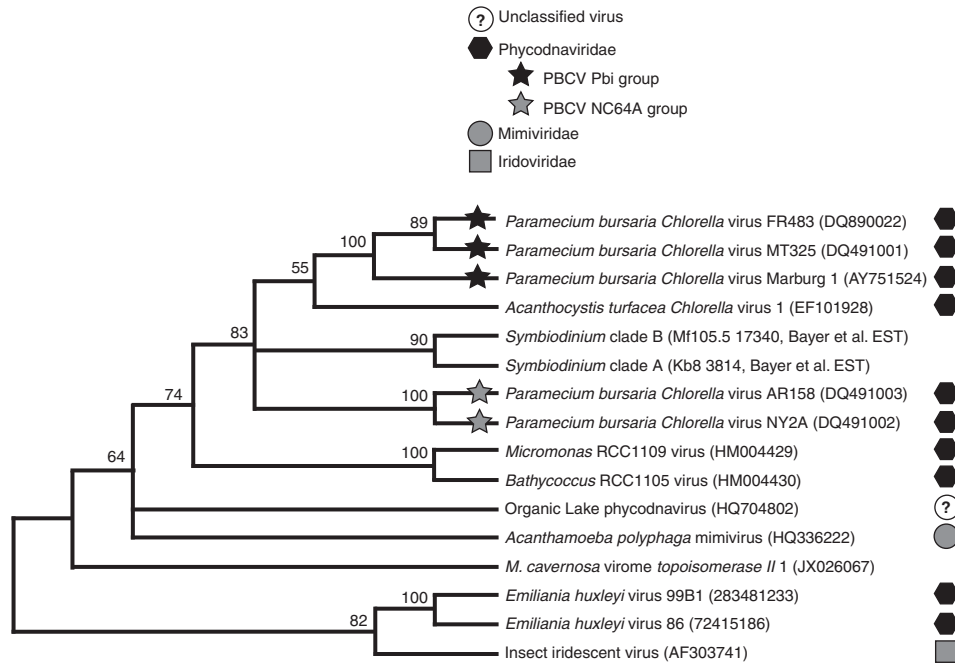 ? Unclassified virus
Phycodnaviridae
PBCV Pbi group
PBCV NC64A group
Mimiviridae
Iridoviridae
89 Paramecium bursaria Chlorella virus FR483 (DQ890022)
100 Paramecium bursaria Chlorella virus MT325 (DQ491001)
55 Paramecium bursaria Chlorella virus Marburg 1 (AY751524)
Acanthocystis turfacea Chlorella virus 1 (EF101928)
83 90 Symbiodinium clade B (Mf105.5 17340, Bayer et al. EST)
Symbiodinium clade A (Kb8 3814, Bayer et al. EST)
74 100 Paramecium bursaria Chlorella virus AR158 (DQ491003)
Paramecium bursaria Chlorella virus NY2A (DQ491002)
64 100 Micromonas RCC1109 virus (HM004429)
Bathycoccus RCC1105 virus (HM004430)
Organic Lake phycodnavirus (HQ704802) ?
Acanthamoeba polyphaga mimivirus (HQ336222)
M. cavernosa virome topoisomerase II 1 (JX026067)
100 Emiliania huxleyi virus 99B1 (283481233)
82 Emiliania huxleyi virus 86 (72415186)
Insect iridescent virus (AF303741)